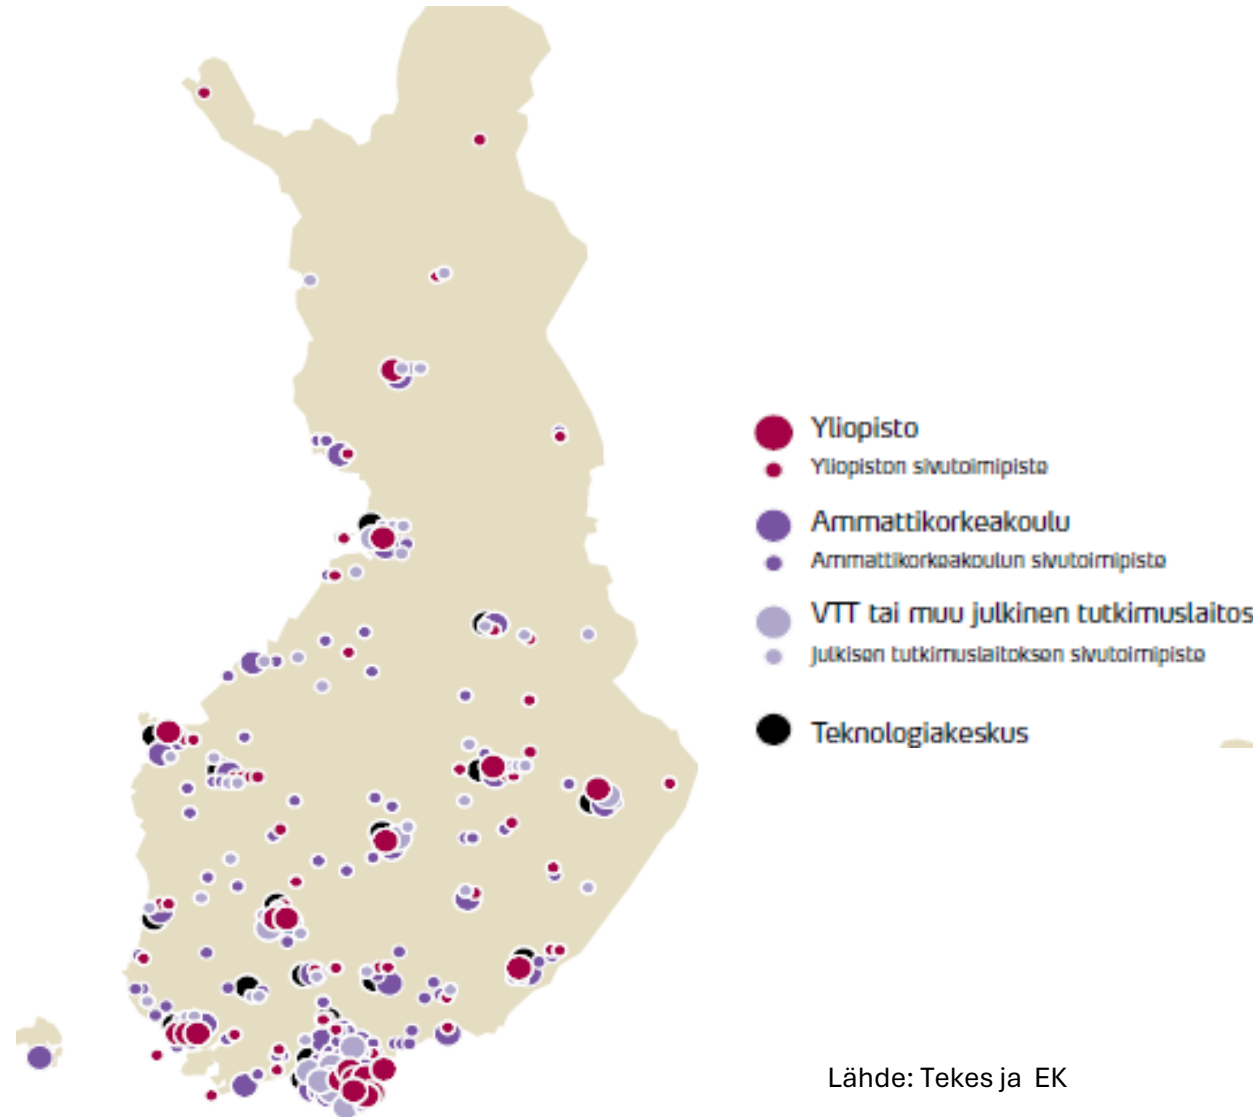 Yliopisto
Yliopiston sivutoimipiste
Ammattikorkeakoulu
Ammattikorkeakoulun sivutoimipiste
VTT tai muu julkinen tutkimuslaitos
Julkisen tutkimuslaitoksen sivutoimipiste
Teknologiakeskus
Lähde: Tekes ja EK